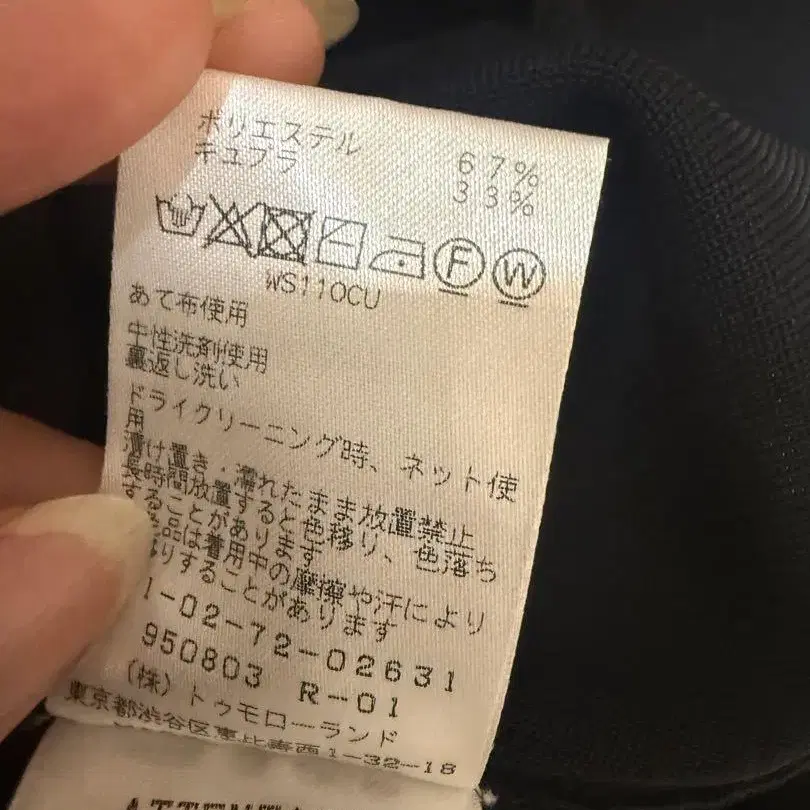 ポリエステル 67%
キュプラ 33%
F W
WS110CU
あて布使用
中性洗剤使用
裏返し洗い
ドライクリーニング時、ネット使
用
漬け置き・濡れたまま放置禁止
長時間放置すると色移り、色落ち
することがあります
品は着用中の摩擦や汗により
りすることがあります
1-02-72-02631
950803 R-01
(株)トゥモローランド
東京都渋谷区恵比寿西1-32-18